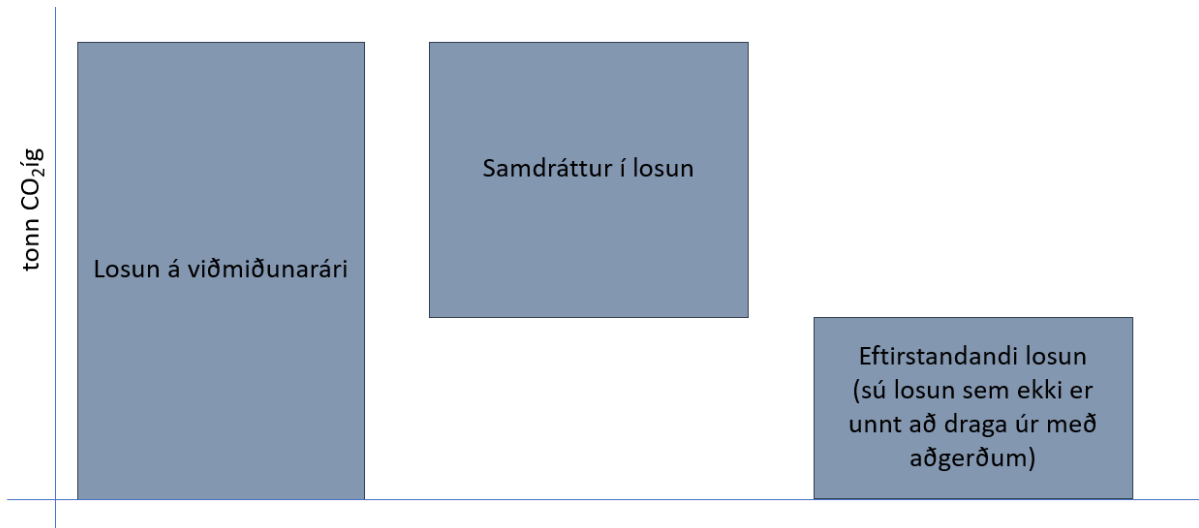 tonn CO₂íg
Losun á viðmiðunarári
Samdráttur í losun
Eftirstandandi losun
(sú losun sem ekki er
unnt að draga úr með
aðgerðum)